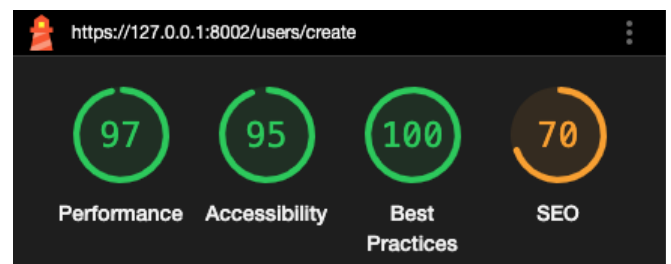 https://127.0.0.1:8002/users/create
97 95 100 70
Performance Accessibility Best Practices SEO